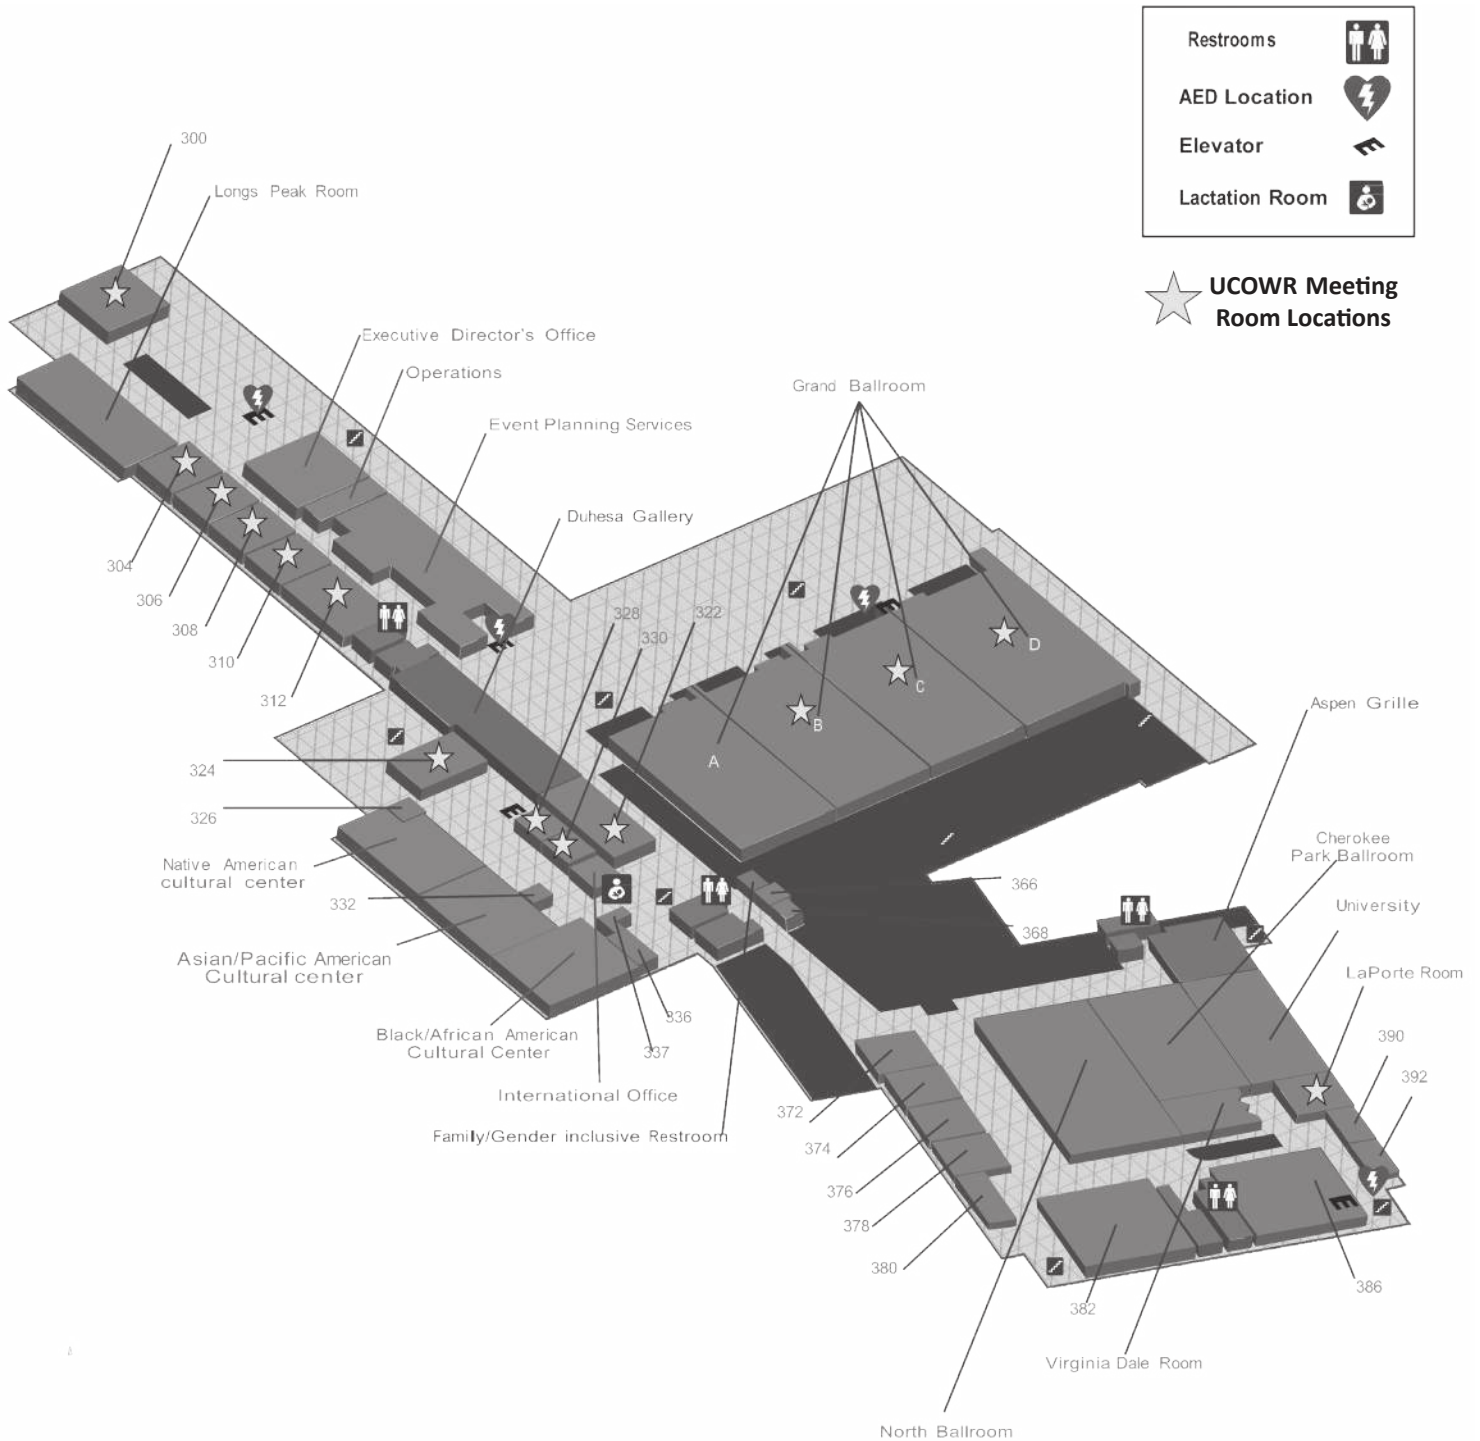 Restrooms
AED Location
Elevator
Lactation Room
UCOWR Meeting
Room Locations
300
Longs Peak Room
Executive Director's Office
Operations
Event Planning Services
Grand Ballroom
Duhesa Gallery
304
306
308
310
312
328
330
322
A
B
C
D
Aspen Grille
324
326
Native American
cultural center
332
Asian/Pacific American
Cultural center
Black/African American
Cultural Center
336
337
International Office
Family/Gender inclusive Restroom
366
368
Cherokee
Park Ballroom
University
LaPorte Room
390
392
372
374
376
378
380
382
386
Virginia Dale Room
North Ballroom
E
E
E
E
E
E